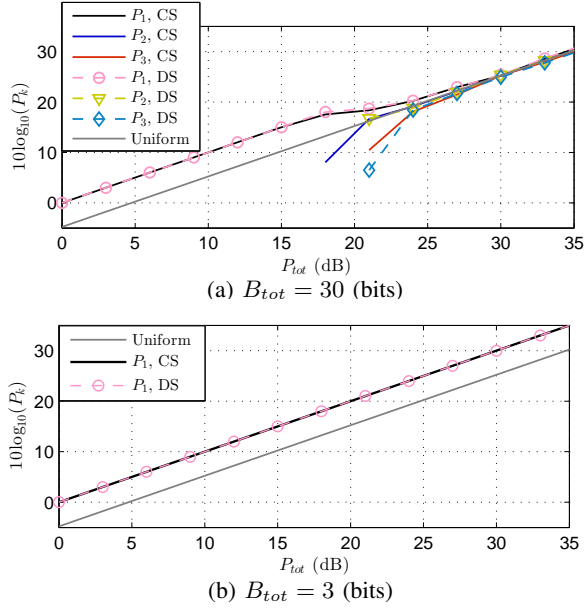 P1, CS
P2, CS
P3, CS
P1, DS
P2, DS
P3, DS
Uniform
10log10(Pk)
30
20
10
0
0 5 10 15 20 25 30 35
Ptot (dB)
(a) Btot = 30 (bits)
Uniform
P1, CS
P1, DS
10log10(Pk)
30
20
10
0
0 5 10 15 20 25 30 35
Ptot (dB)
(b) Btot = 3 (bits)